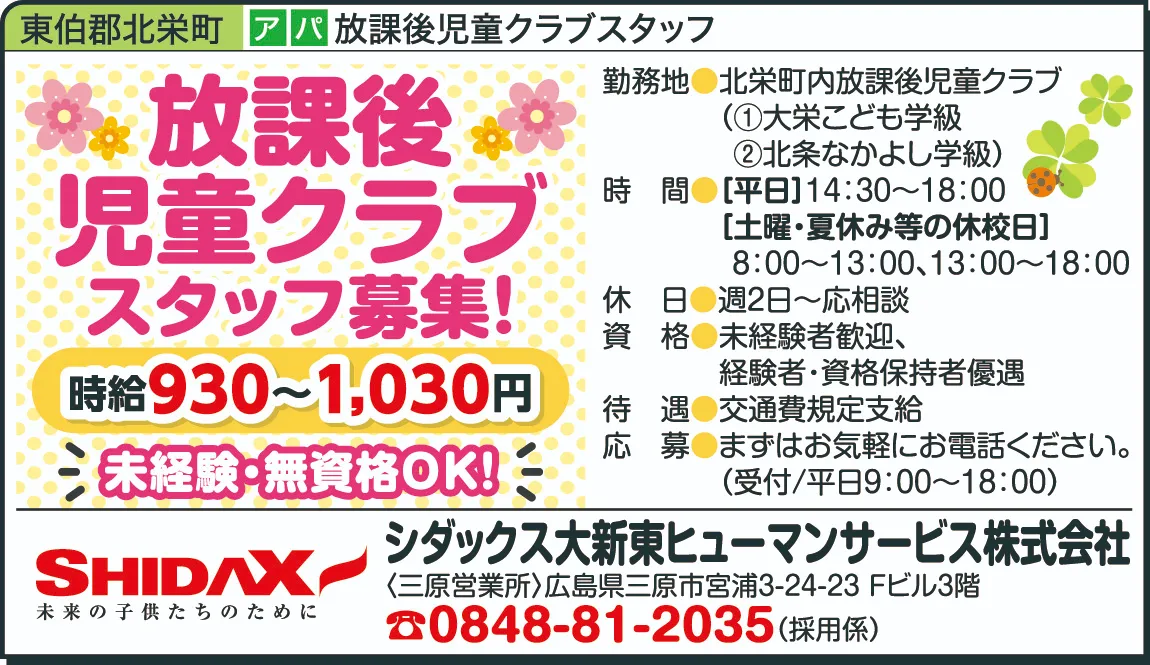 東伯郡北栄町 アパ 放課後児童クラブスタッフ
放課後
児童クラブ
スタッフ募集!
時給930〜1,030円
未経験・無資格OK!
勤務地●北栄町内放課後児童クラブ
(①大栄こども学級
②北条なかよし学級)
時 間●[平日]14:30〜18:00
[土曜・夏休み等の休校日]
8:00〜13:00、13:00〜18:00
休 日●週2日〜応相談
資 格●未経験者歓迎、
経験者・資格保持者優遇
待 遇●交通費規定支給
応 募●まずはお気軽にお電話ください。
(受付/平日9:00〜18:00)
SHIDAX
未来の子供たちのために
シダックス大新東ヒューマンサービス株式会社
〈三原営業所〉広島県三原市宮浦3-24-23 Fビル3階
☎0848-81-2035(採用係)